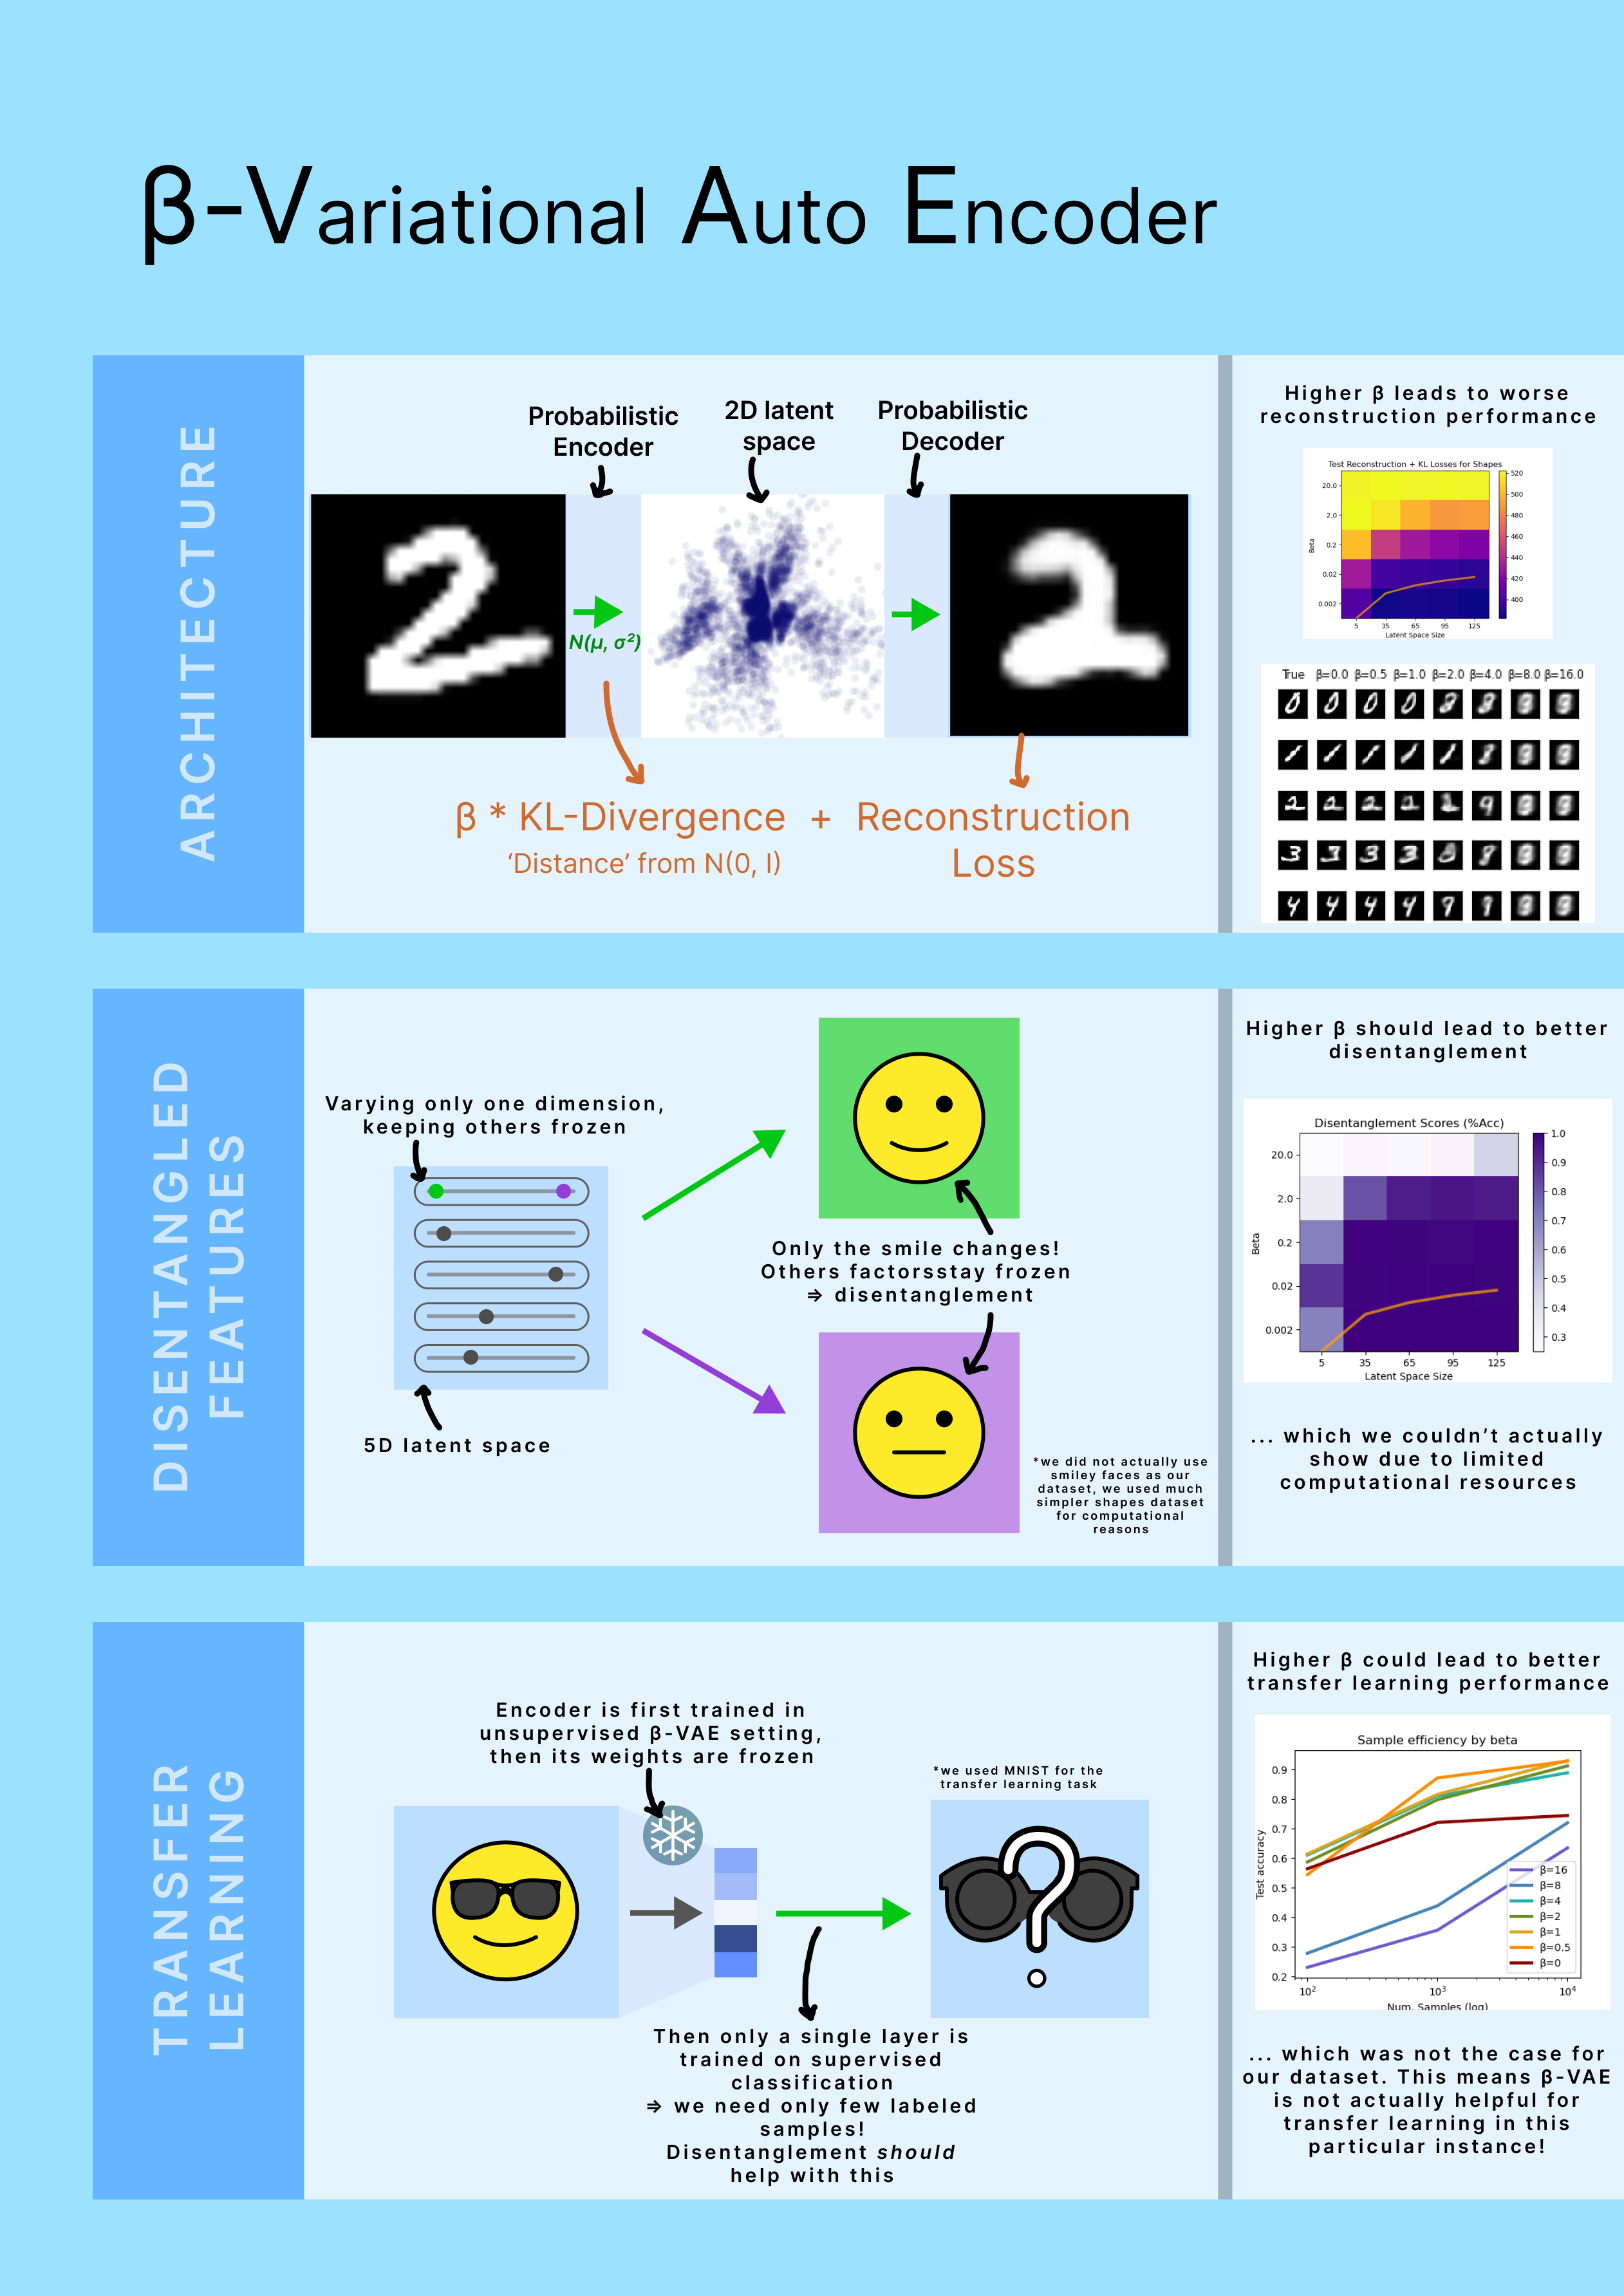 β-Variational Auto Encoder
ARCHITECTURE
Probabilistic
Encoder
2D latent
space
Probabilistic
Decoder
N(μ, σ²)
β * KL-Divergence + Reconstruction
Loss
‘Distance’ from N(0, I)
Higher β leads to worse
reconstruction performance
Test Reconstruction + KL Losses for Shapes
Beta
20.0
2.0
0.2
0.02
0.002
5 35 65 95 125
Latent Space Size
520
500
480
460
440
420
400
True β=0.0 β=0.5 β=1.0 β=2.0 β=4.0 β=8.0 β=16.0
DISENTANGLED
FEATURES
Varying only one dimension,
keeping others frozen
5D latent space
Only the smile changes!
Others factorsstay frozen
⇒ disentanglement
*we did not actually use
smiley faces as our
dataset, we used much
simpler shapes dataset
for computational
reasons
Higher β should lead to better
disentanglement
Disentanglement Scores (%Acc)
Beta
20.0
2.0
0.2
0.02
0.002
5 35 65 95 125
Latent Space Size
1.0
0.9
0.8
0.7
0.6
0.5
0.4
0.3
... which we couldn’t actually
show due to limited
computational resources
TRANSFER
LEARNING
Encoder is first trained in
unsupervised β-VAE setting,
then its weights are frozen
*we used MNIST for the
transfer learning task
?
Then only a single layer is
trained on supervised
classification
⇒ we need only few labeled
samples!
Disentanglement should
help with this
Higher β could lead to better
transfer learning performance
Sample efficiency by beta
Test accuracy
0.9
0.8
0.7
0.6
0.5
0.4
0.3
0.2
10² 10³ 10⁴
Num. Samples (log)
β=16
β=8
β=4
β=2
β=1
β=0.5
β=0
... which was not the case for
our dataset. This means β-VAE
is not actually helpful for
transfer learning in this
particular instance!